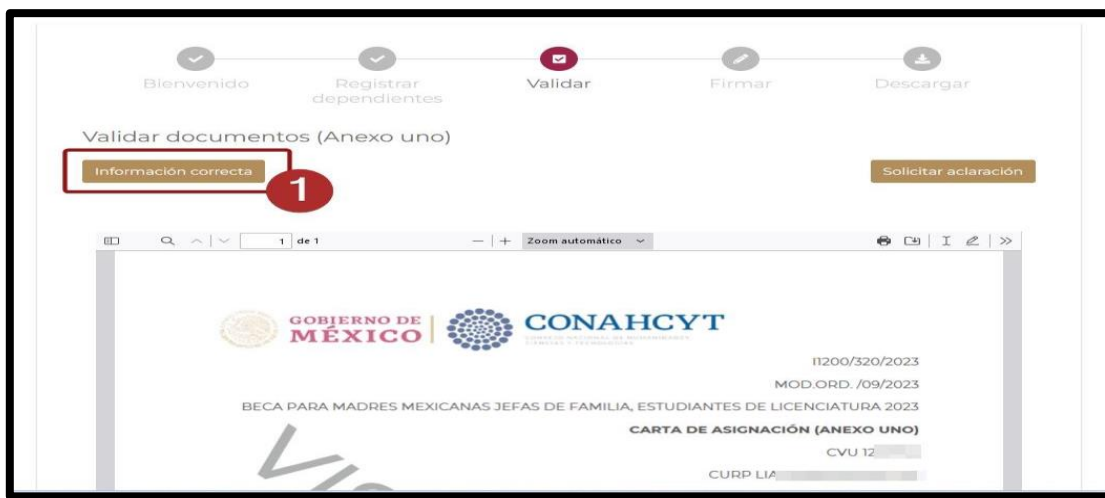 Bienvenido
Registrar
dependientes
Validar
Firmar
Descargar
Validar documentos (Anexo uno)
Información correcta
1
Solicitar aclaración
1 de 1
Zoom automático
GOBIERNO DE
MÉXICO
CONAHCYT
I1200/320/2023
MOD.ORD. /09/2023
BECA PARA MADRES MEXICANAS JEFAS DE FAMILIA, ESTUDIANTES DE LICENCIATURA 2023
CARTA DE ASIGNACIÓN (ANEXO UNO)
CVU 12
CURP LIA